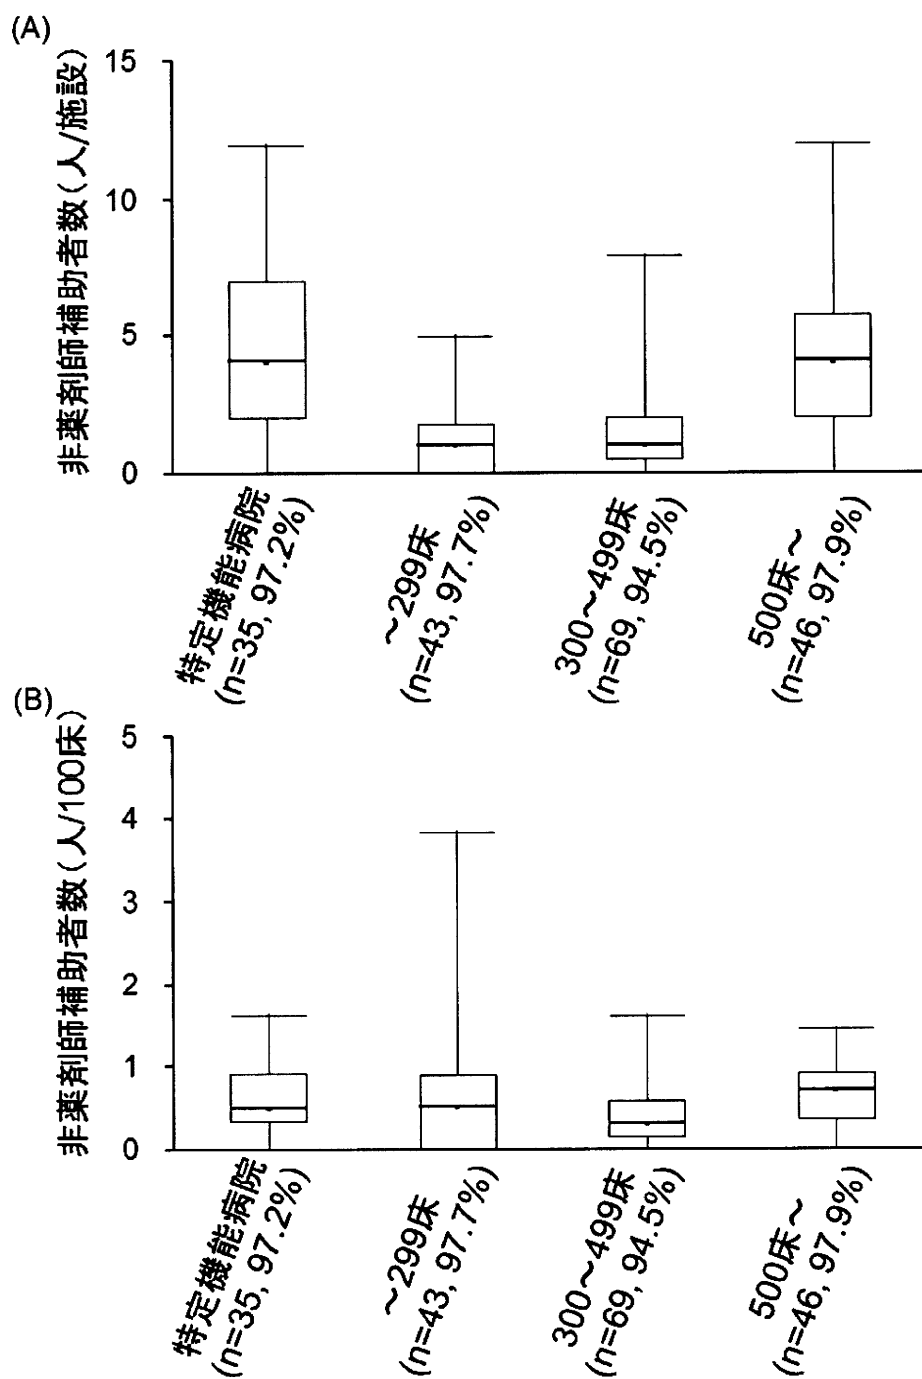 (A)
非薬剤師補助者数(人/施設)
15
10
5
0
特定機能病院
(n=35, 97.2%)
～299床
(n=43, 97.7%)
300～499床
(n=69, 94.5%)
500床～
(n=46, 97.9%)
(B)
非薬剤師補助者数(人/100床)
5
4
3
2
1
0
特定機能病院
(n=35, 97.2%)
～299床
(n=43, 97.7%)
300～499床
(n=69, 94.5%)
500床～
(n=46, 97.9%)